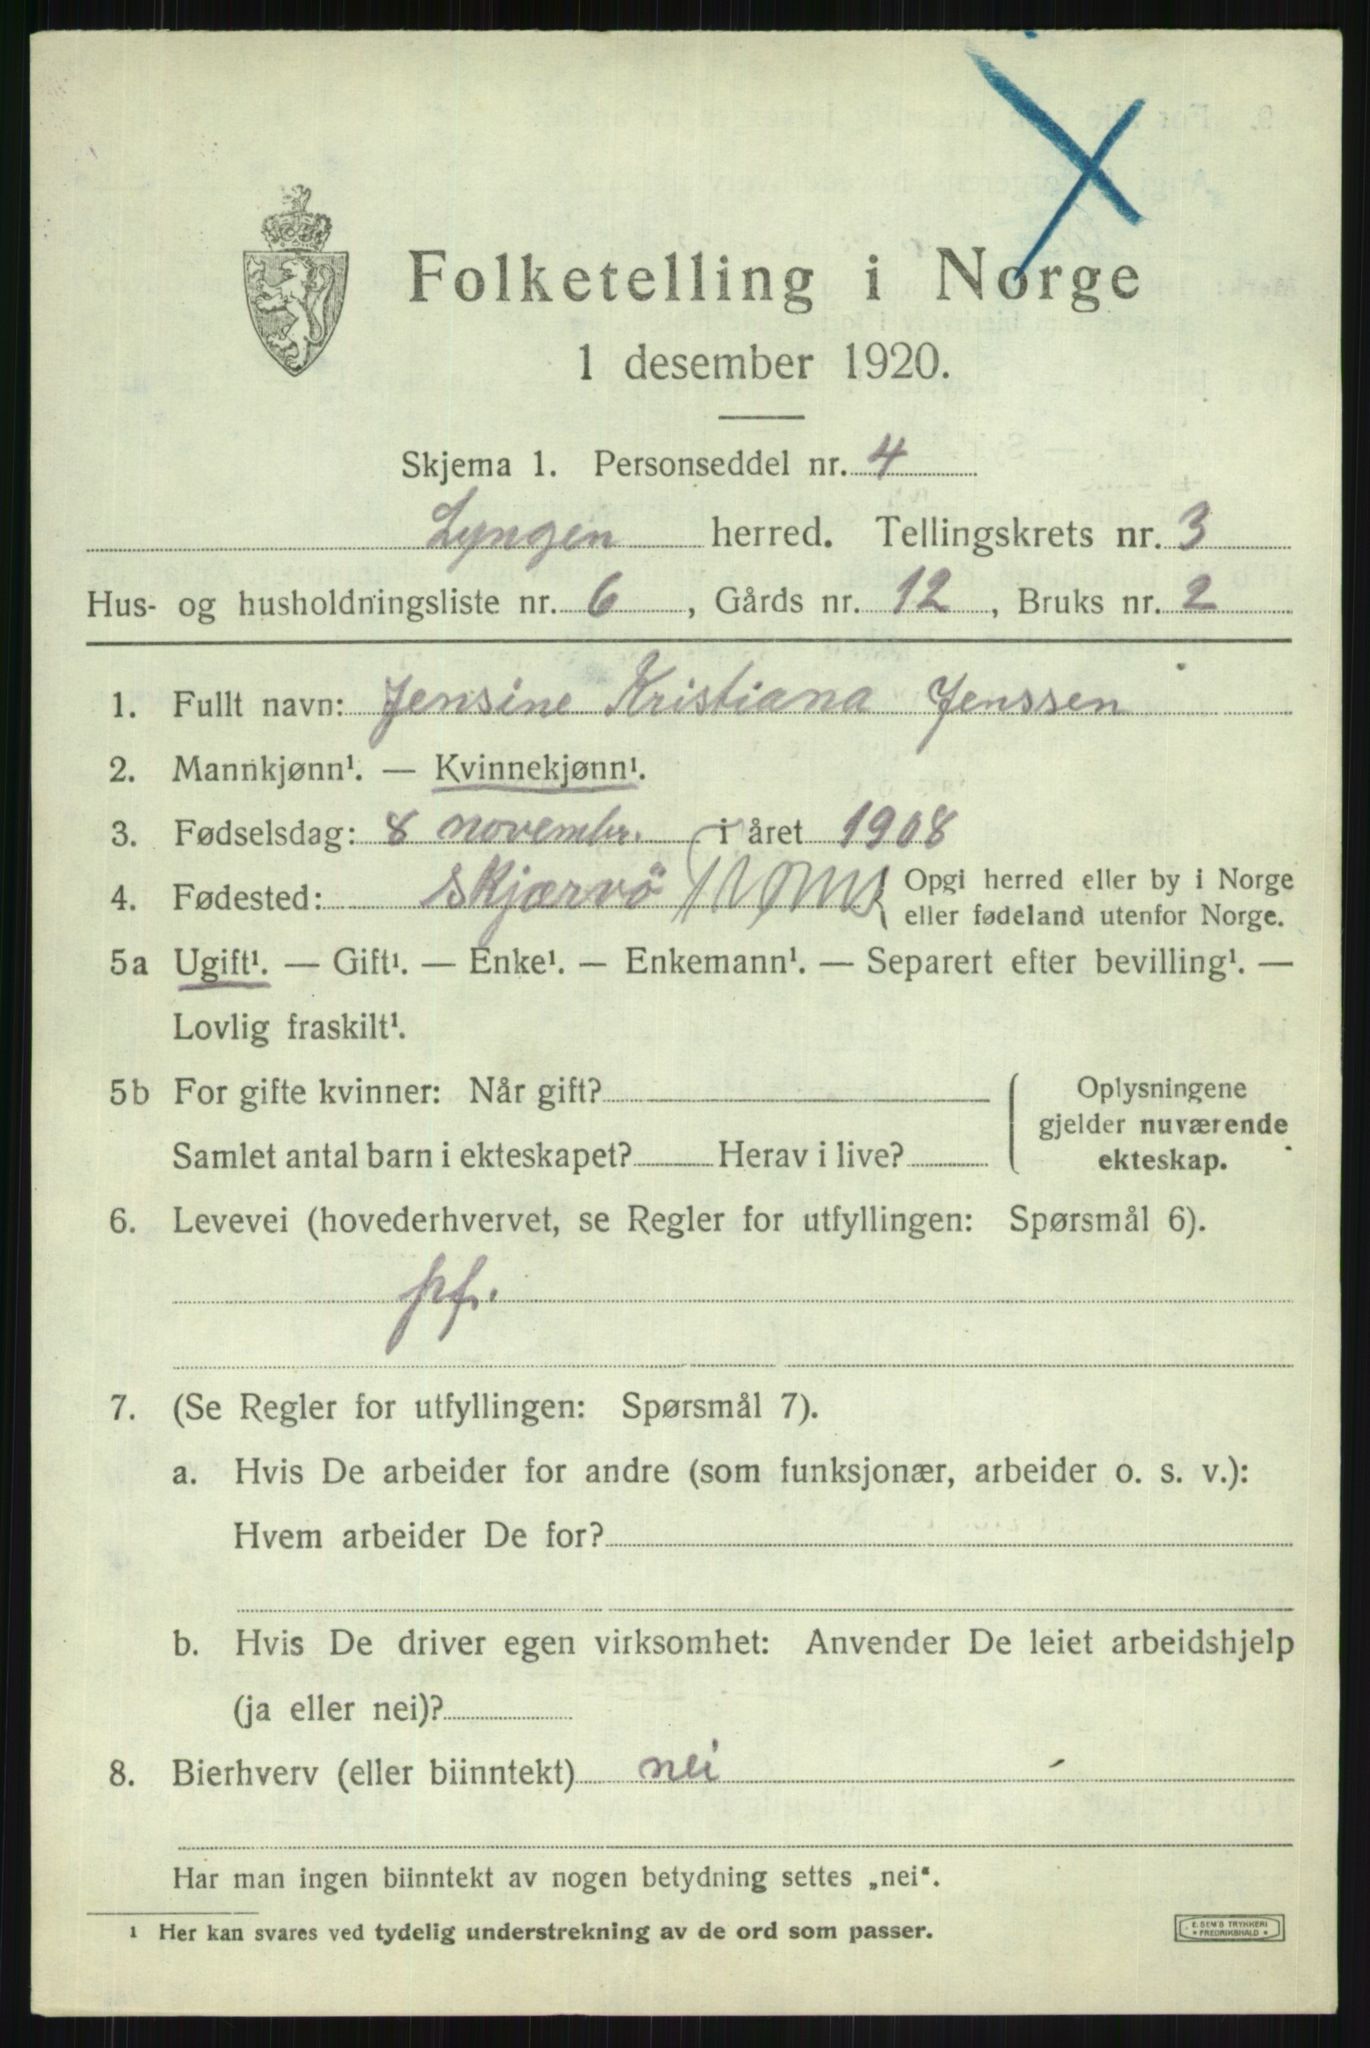 Folketelling i Norge
1 desember 1920.
Skjema 1. Personseddel nr. 4
Lyngen herred. Tellingskrets nr. 3
Hus- og husholdningsliste nr. 6, Gårds nr. 12, Bruks nr. 2
1. Fullt navn: Jensine Kristiana Jenssen
2. Mannkjønn¹. — Kvinnekjønn¹.
3. Fødselsdag: 8 novembr. i året 1908
4. Fødested: Skjærvö Opgi herred eller by i Norge
eller fødeland utenfor Norge.
5a Ugift¹. — Gift¹. — Enke¹. — Enkemann¹. — Separert efter bevilling¹. —
Lovlig fraskilt¹.
5b For gifte kvinner: Når gift?
Samlet antal barn i ekteskapet? Herav i live?
Oplysningene
gjelder nuværende
ekteskap.
6. Levevei (hovederhvervet, se Regler for utfyllingen: Spørsmål 6).
pf.
7. (Se Regler for utfyllingen: Spørsmål 7).
a. Hvis De arbeider for andre (som funksjonær, arbeider o. s. v.):
Hvem arbeider De for?
b. Hvis De driver egen virksomhet: Anvender De leiet arbeidshjelp
(ja eller nei)?
8. Bierhverv (eller biinntekt) nei
Har man ingen biinntekt av nogen betydning settes „nei“.
¹ Her kan svares ved tydelig understrekning av de ord som passer.
E. SEM'S TRYKKERI
* FREDRIKSHALD *